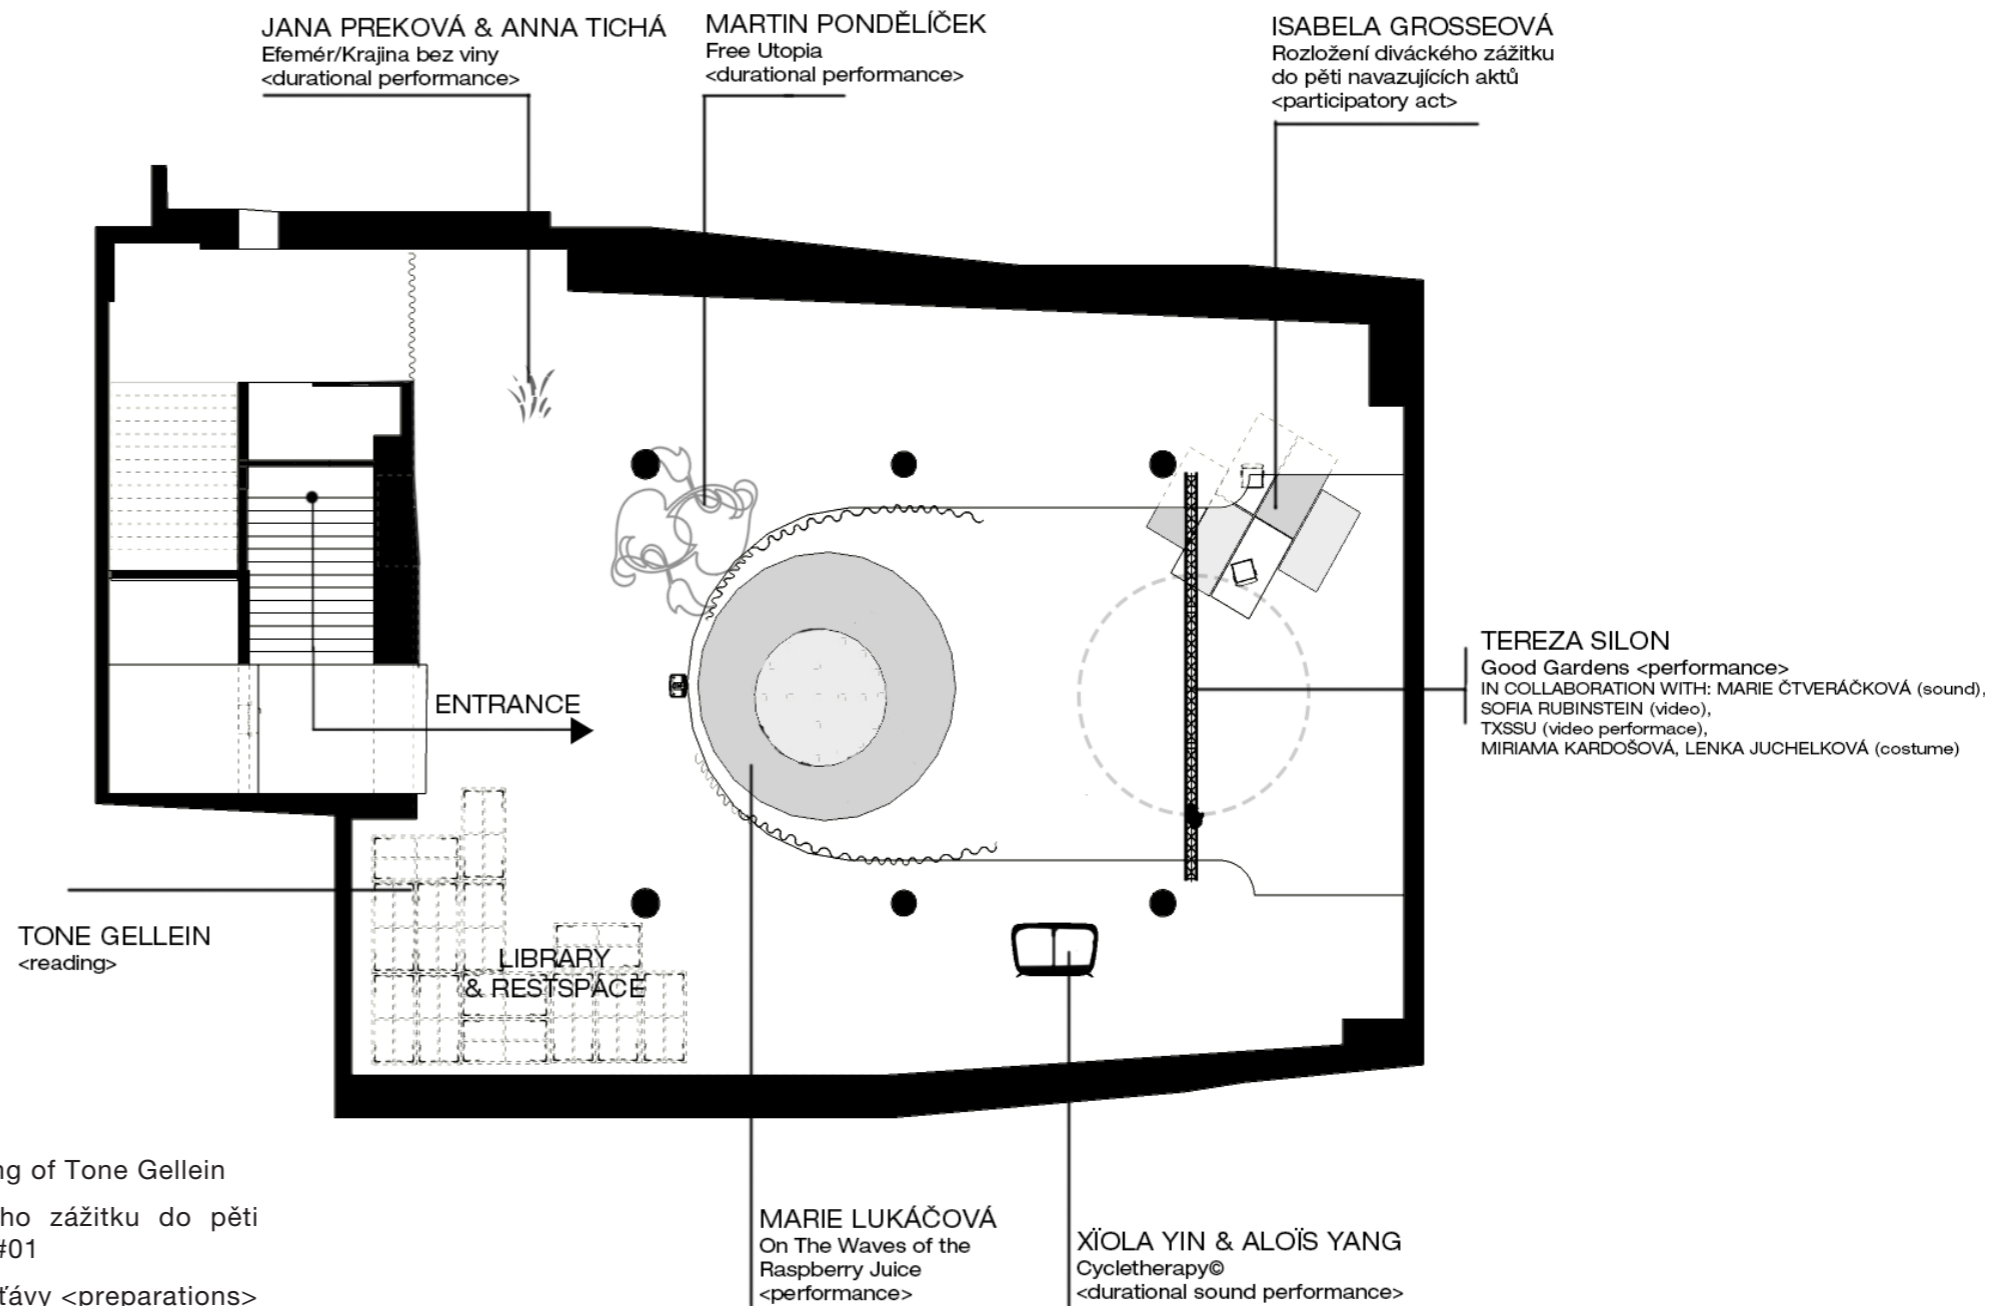 JANA PREKOVÁ & ANNA TICHÁ
Efemér/Krajina bez viny
<durational performance>
MARTIN PONDĚLÍČEK
Free Utopia
<durational performance>
ISABELA GROSSEOVÁ
Rozložení diváckého zážitku
do pěti navazujících aktů
<participatory act>
ENTRANCE
TEREZA SILON
Good Gardens <performance>
IN COLLABORATION WITH: MARIE ČTVERÁČKOVÁ (sound),
SOFIA RUBINSTEIN (video),
TXSSU (video performace),
MIRIAMA KARDOŠOVÁ, LENKA JUCHELKOVÁ (costume)
TONE GELLEIN
<reading>
LIBRARY
& RESTSPACE
ng of Tone Gellein
ho zážitku do pěti
#01
ťávy <preparations>
MARIE LUKÁČOVÁ
On The Waves of the
Raspberry Juice
<performance>
XÏOLA YIN & ALOÏS YANG
Cycletherapy©
<durational sound performance>